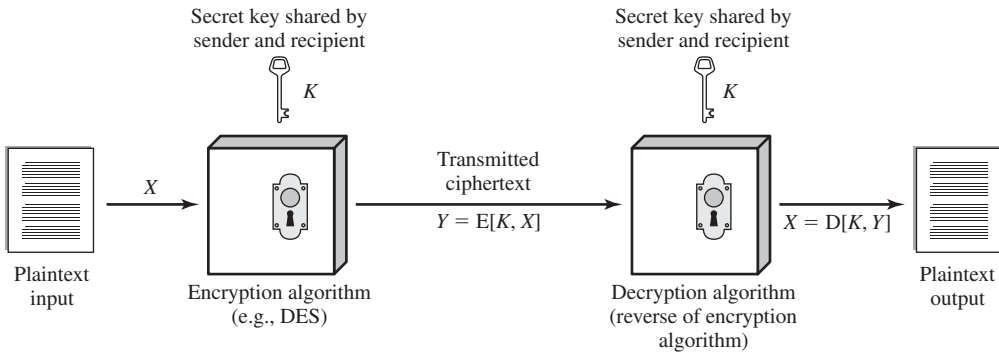 Secret key shared by
sender and recipient
K
Secret key shared by
sender and recipient
K
X
Transmitted
ciphertext
Y = E[K, X]
X = D[K, Y]
Plaintext
input
Encryption algorithm
(e.g., DES)
Decryption algorithm
(reverse of encryption
algorithm)
Plaintext
output